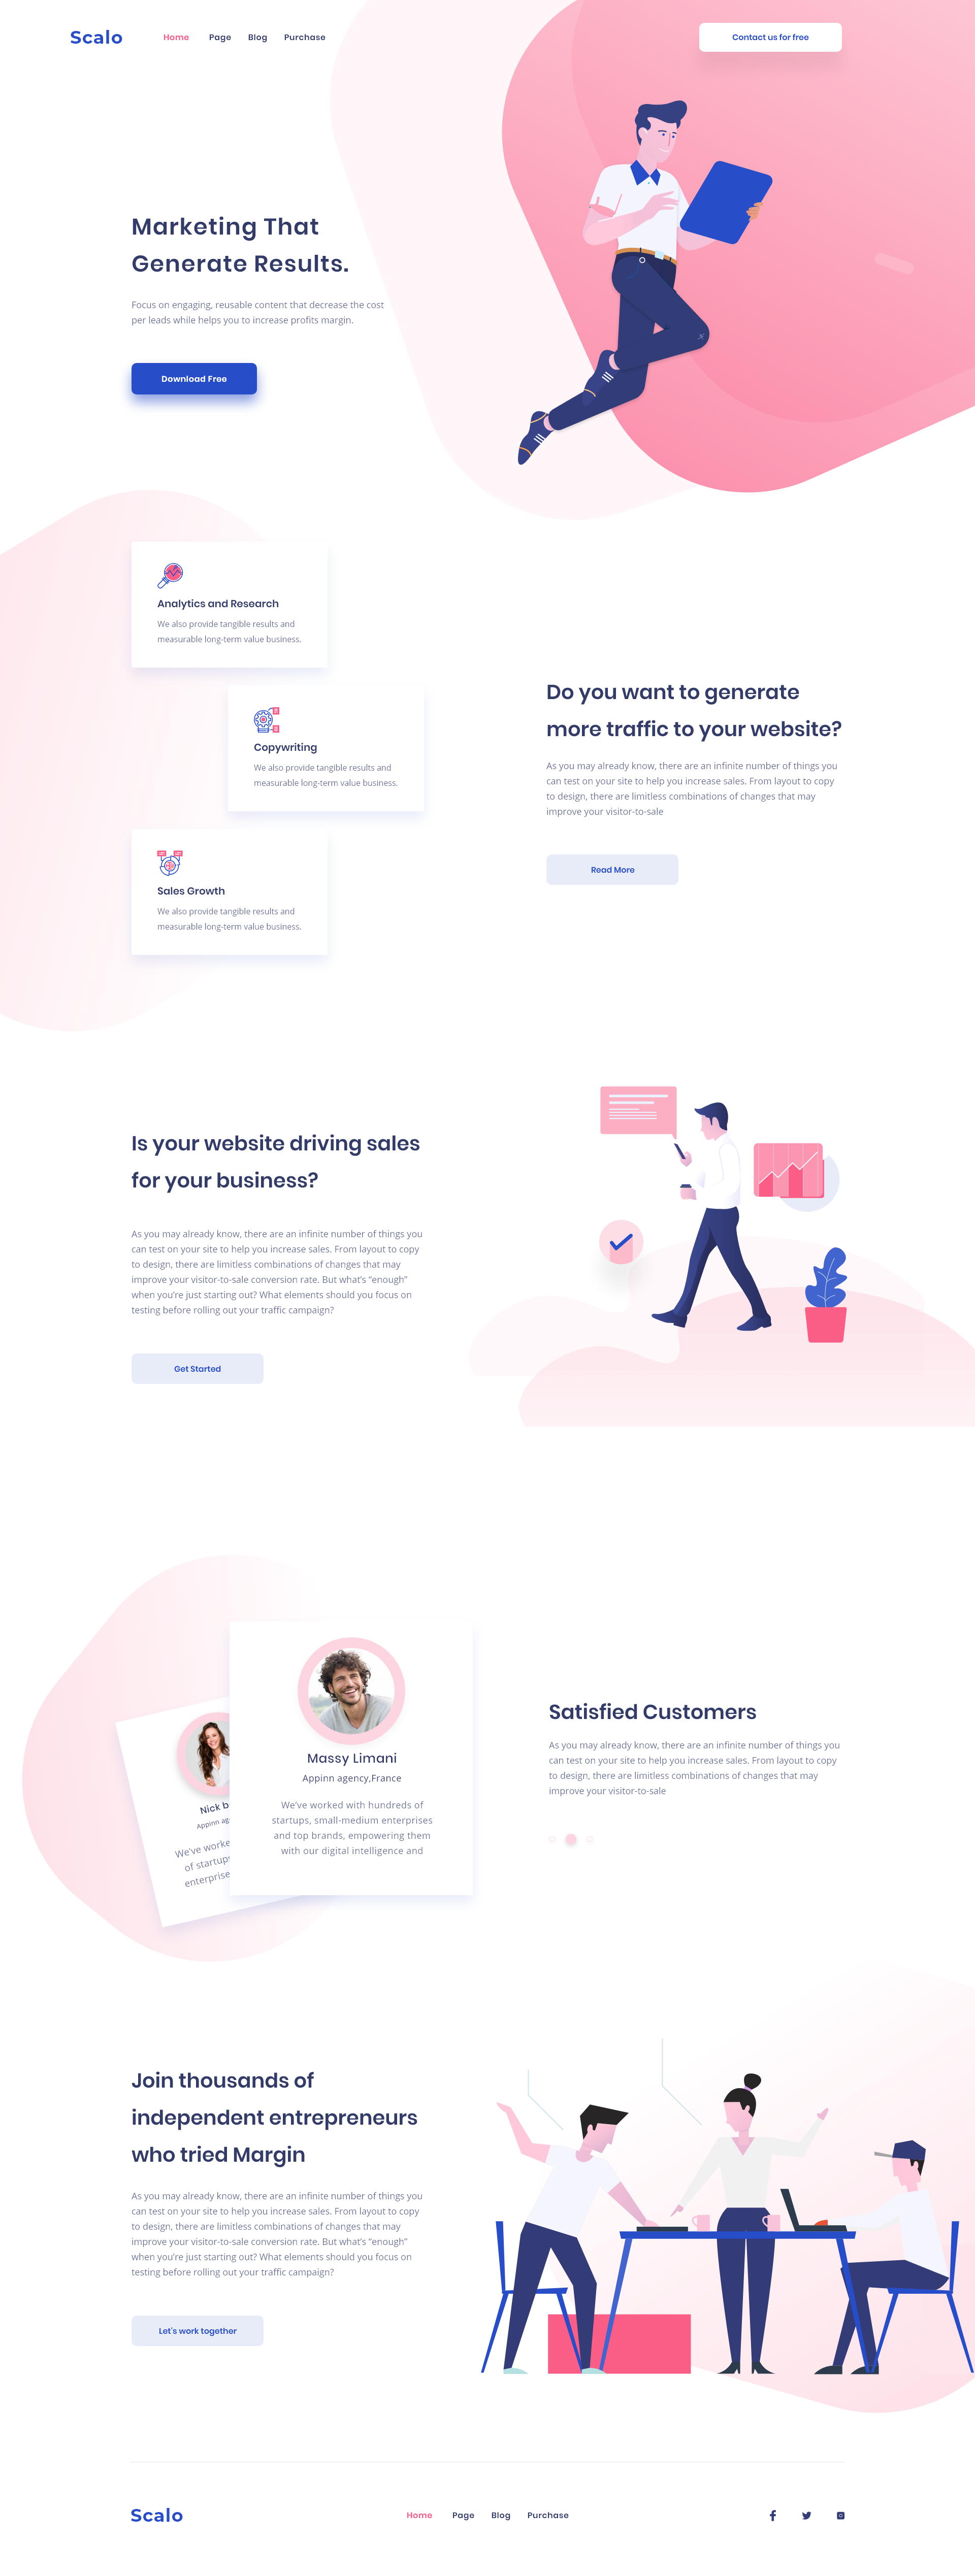 Scalo
Home Page Blog Purchase
Contact us for free
Marketing That
Generate Results.
Focus on engaging, reusable content that decrease the cost
per leads while helps you to increase profits margin.
Download Free
Analytics and Research
We also provide tangible results and
measurable long-term value business.
Copywriting
We also provide tangible results and
measurable long-term value business.
Sales Growth
We also provide tangible results and
measurable long-term value business.
Do you want to generate
more traffic to your website?
As you may already know, there are an infinite number of things you
can test on your site to help you increase sales. From layout to copy
to design, there are limitless combinations of changes that may
improve your visitor-to-sale
Read More
Is your website driving sales
for your business?
As you may already know, there are an infinite number of things you
can test on your site to help you increase sales. From layout to copy
to design, there are limitless combinations of changes that may
improve your visitor-to-sale conversion rate. But what's “enough”
when you're just starting out? What elements should you focus on
testing before rolling out your traffic campaign?
Get Started
Nick b
Appinn ag
We've worke
of startups
enterprise
Massy Limani
Appinn agency,France
We've worked with hundreds of
startups, small-medium enterprises
and top brands, empowering them
with our digital intelligence and
Satisfied Customers
As you may already know, there are an infinite number of things you
can test on your site to help you increase sales. From layout to copy
to design, there are limitless combinations of changes that may
improve your visitor-to-sale
Join thousands of
independent entrepreneurs
who tried Margin
As you may already know, there are an infinite number of things you
can test on your site to help you increase sales. From layout to copy
to design, there are limitless combinations of changes that may
improve your visitor-to-sale conversion rate. But what's “enough”
when you're just starting out? What elements should you focus on
testing before rolling out your traffic campaign?
Let's work together
Scalo
Home Page Blog Purchase